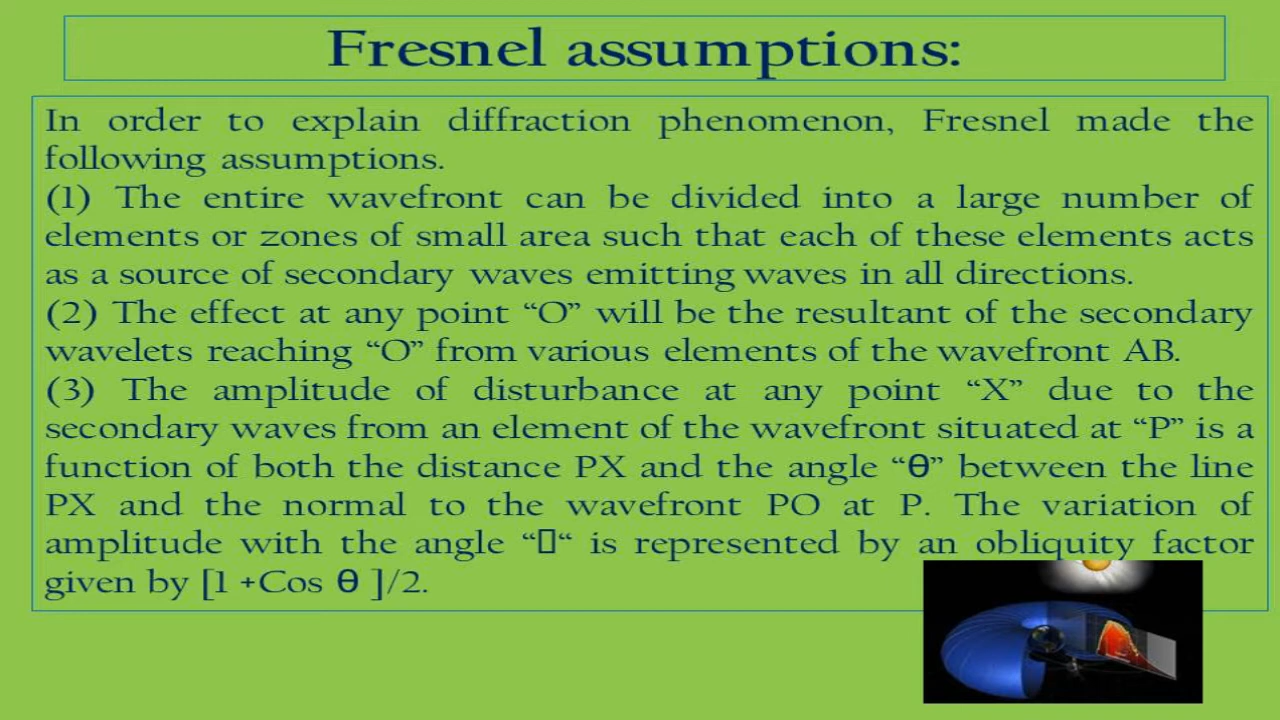 Fresnel assumptions:
In order to explain diffraction phenomenon, Fresnel made the
following assumptions.
(1) The entire wavefront can be divided into a large number of
elements or zones of small area such that each of these elements acts
as a source of secondary waves emitting waves in all directions.
(2) The effect at any point “O” will be the resultant of the secondary
wavelets reaching “O” from various elements of the wavefront AB.
(3) The amplitude of disturbance at any point “X” due to the
secondary waves from an element of the wavefront situated at “P” is a
function of both the distance PX and the angle “θ” between the line
PX and the normal to the wavefront PO at P. The variation of
amplitude with the angle “▯“ is represented by an obliquity factor
given by [1 +Cos θ ]/2.